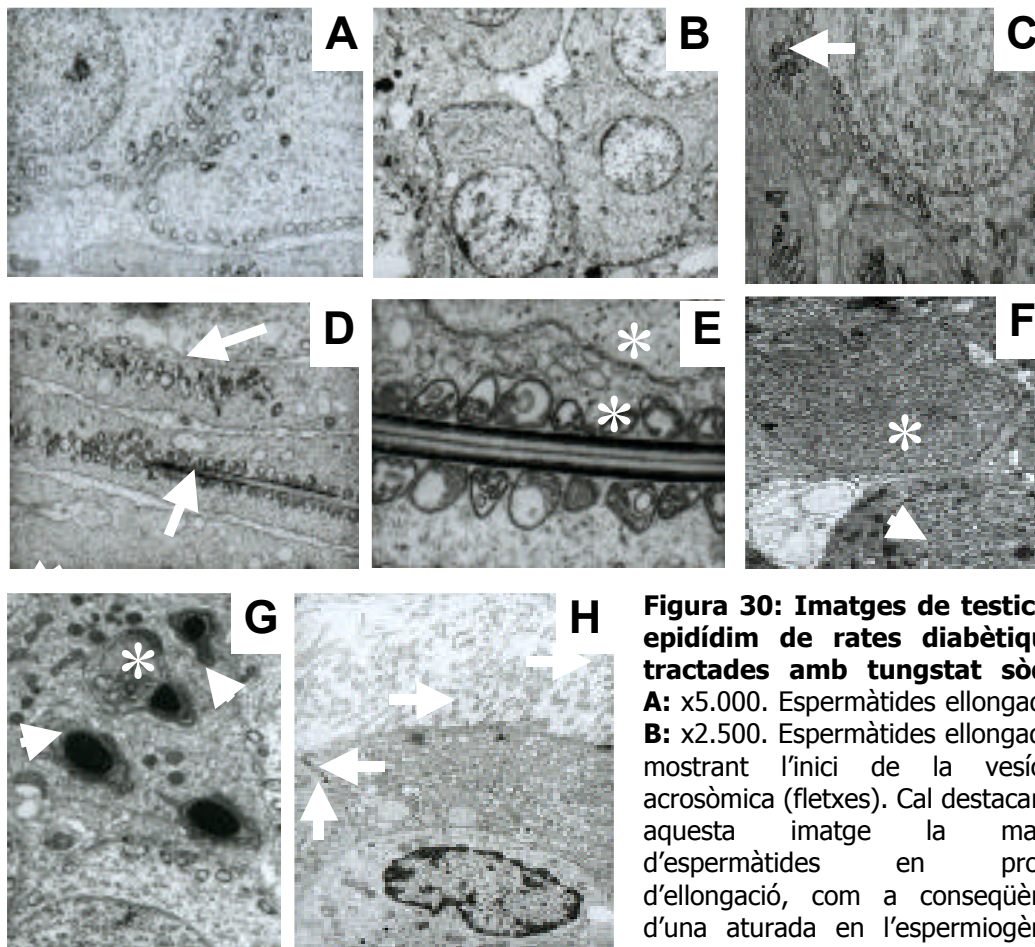 A
B
C
D
E
F
G
H
Figura 30: Imatges de testic
epidídim de rates diabètiqu
tractades amb tungstat sòd
A: x5.000. Espermàtides ellongad
B: x2.500. Espermàtides ellongad
mostrant l'inici de la vesíc
acrosòmica (fletxes). Cal destacar
aquesta imatge la ma
d'espermàtides en pro
d'ellongació, com a conseqüèn
d'una aturada en l'espermiogèn